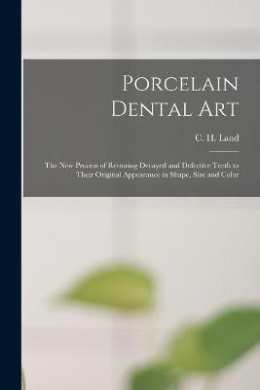 Porcelain
Dental Art
C. H. Land
The New Process of Restoring Decayed and Defective Teeth to
Their Original Appearance in Shape, Size and Color